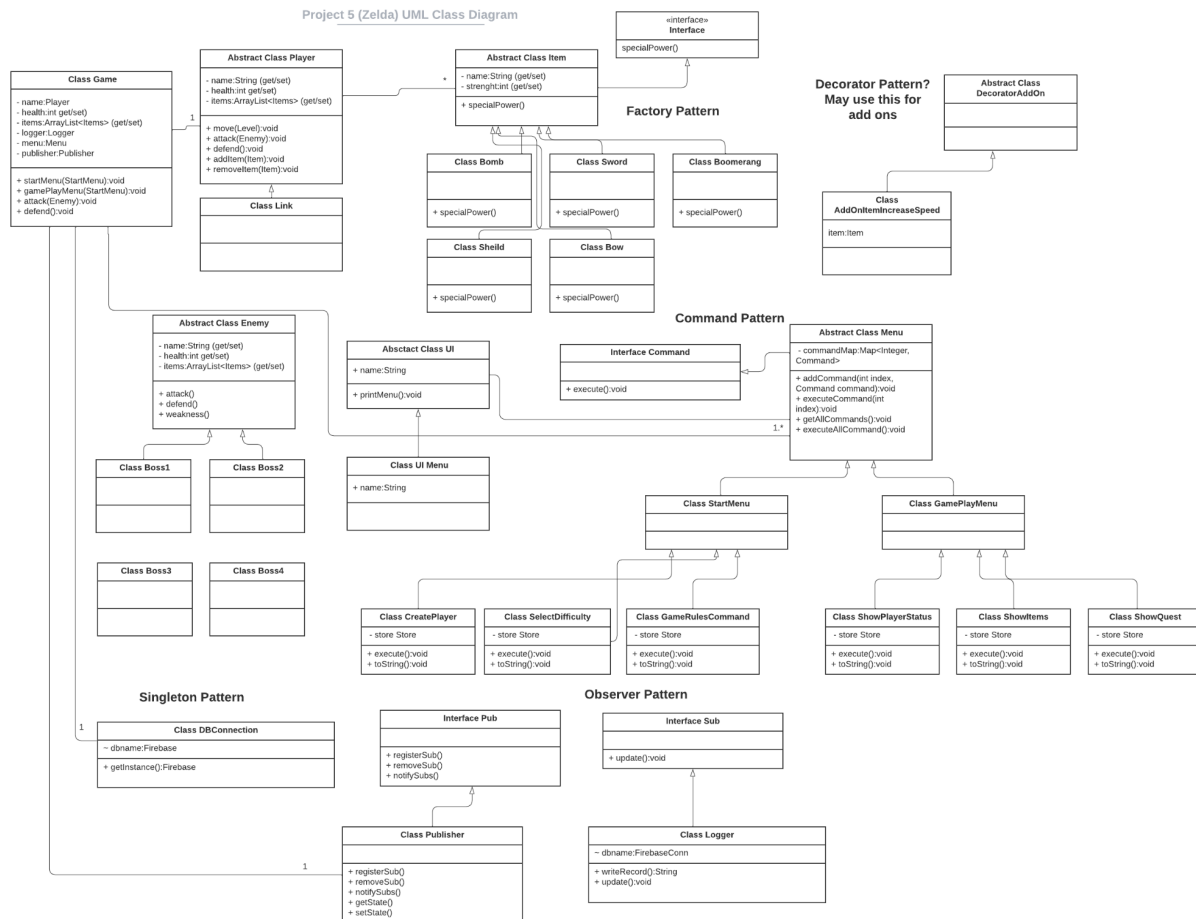 Project 5 (Zelda) UML Class Diagram
«interface»
Interface
specialPower()
Class Game
- name:Player
- health:int get/set)
- items:ArrayList<Items> (get/set)
- logger:Logger
- menu:Menu
- publisher:Publisher
+ startMenu(StartMenu):void
+ gamePlayMenu(StartMenu):void
+ attack(Enemy):void
+ defend():void
1
Abstract Class Player
- name:String (get/set)
- health:int get/set)
- items:ArrayList<Items> (get/set)
+ move(Level):void
+ attack(Enemy):void
+ defend():void
+ addItem(Item):void
+ removeItem(Item):void
*
Abstract Class Item
- name:String (get/set)
- strenght:int (get/set)
+ specialPower()
Factory Pattern
Decorator Pattern?
May use this for
add ons
Abstract Class
DecoratorAddOn
Class Link
Class Bomb
+ specialPower()
Class Sword
+ specialPower()
Class Boomerang
+ specialPower()
Class
AddOnItemIncreaseSpeed
item:Item
Class Sheild
+ specialPower()
Class Bow
+ specialPower()
Command Pattern
Abstract Class Enemy
- name:String (get/set)
- health:int get/set)
- items:ArrayList<Items> (get/set)
+ attack()
+ defend()
+ weakness()
Absctact Class UI
+ name:String
+ printMenu():void
Interface Command
+ execute():void
Abstract Class Menu
- commandMap:Map<Integer,
Command>
+ addCommand(int index,
Command command):void
+ executeCommand(int
index):void
+ getAllCommands():void
+ executeAllCommand():void
1.*
Class Boss1
Class Boss2
Class UI Menu
+ name:String
Class StartMenu
Class GamePlayMenu
Class Boss3
Class Boss4
Class CreatePlayer
- store Store
+ execute():void
+ toString():void
Class SelectDifficulty
- store Store
+ execute():void
+ toString():void
Class GameRulesCommand
- store Store
+ execute():void
+ toString():void
Class ShowPlayerStatus
- store Store
+ execute():void
+ toString():void
Class ShowItems
- store Store
+ execute():void
+ toString():void
Class ShowQuest
- store Store
+ execute():void
+ toString():void
Singleton Pattern
Observer Pattern
1
Class DBConnection
~ dbname:Firebase
+ getInstance():Firebase
Interface Pub
+ registerSub()
+ removeSub()
+ notifySubs()
Interface Sub
+ update():void
1
Class Publisher
+ registerSub()
+ removeSub()
+ notifySubs()
+ getState()
+ setState()
Class Logger
~ dbname:FirebaseConn
+ writeRecord():String
+ update():void